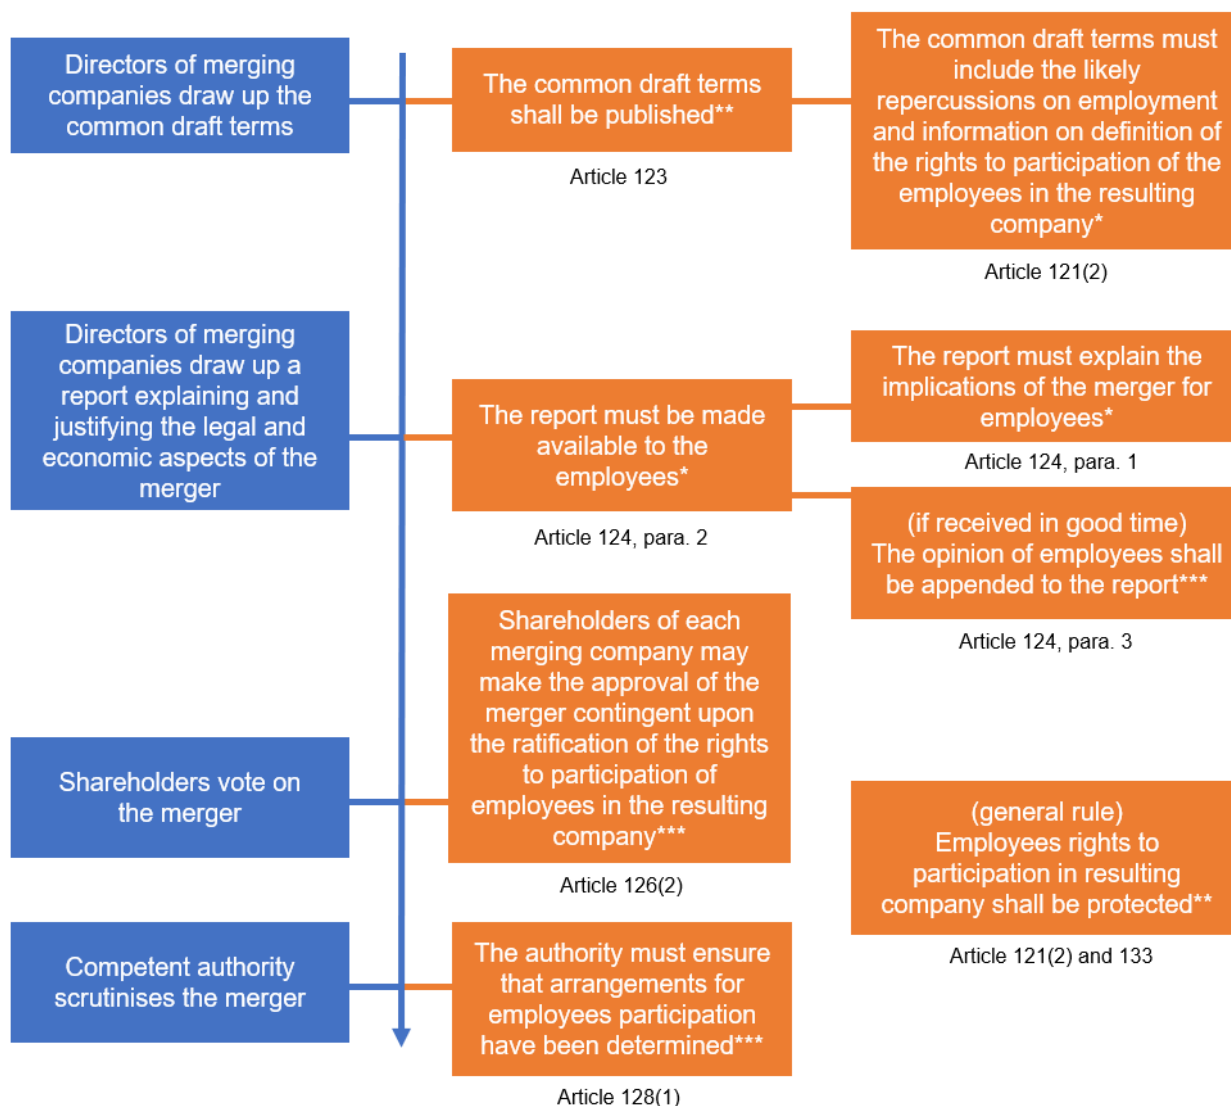 Directors of merging
companies draw up the
common draft terms
The common draft terms
shall be published**
Article 123
The common draft terms must
include the likely
repercussions on employment
and information on definition of
the rights to participation of the
employees in the resulting
company*
Article 121(2)
Directors of merging
companies draw up a
report explaining and
justifying the legal and
economic aspects of the
merger
The report must be made
available to the
employees*
Article 124, para. 2
The report must explain the
implications of the merger for
employees*
Article 124, para. 1
(if received in good time)
The opinion of employees shall
be appended to the report***
Article 124, para. 3
Shareholders vote on
the merger
Shareholders of each
merging company may
make the approval of the
merger contingent upon
the ratification of the rights
to participation of
employees in the resulting
company***
Article 126(2)
(general rule)
Employees rights to
participation in resulting
company shall be protected**
Article 121(2) and 133
Competent authority
scrutinises the merger
The authority must ensure
that arrangements for
employees participation
have been determined***
Article 128(1)